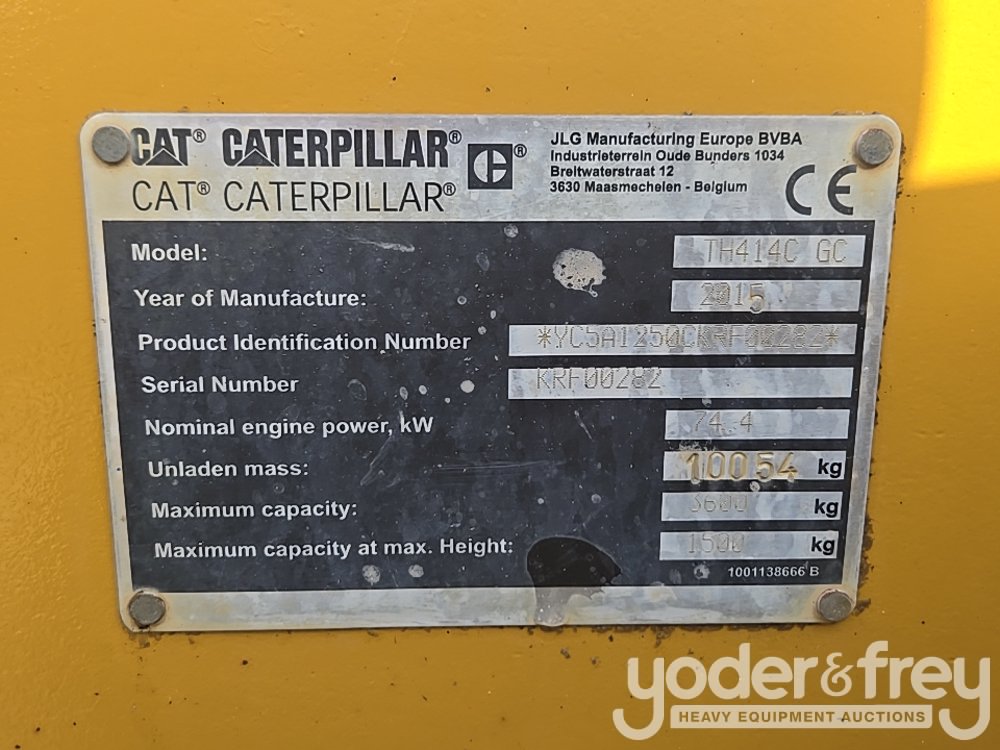 CAT® CATERPILLAR® ®
CAT® CATERPILLAR®
JLG Manufacturing Europe BVBA
Industrieterrein Oude Bunders 1034
Breitwaterstraat 12
3630 Maasmechelen - Belgium
CE
Model: TH414C GC
Year of Manufacture: 2015
Product Identification Number *YC5A1250CKRF00282*
Serial Number KRF00282
Nominal engine power, kW 74.4
Unladen mass: 10054 kg
Maximum capacity: 3600 kg
Maximum capacity at max. Height: 1500 kg
1001138666 B
yoder&frey
HEAVY EQUIPMENT AUCTIONS